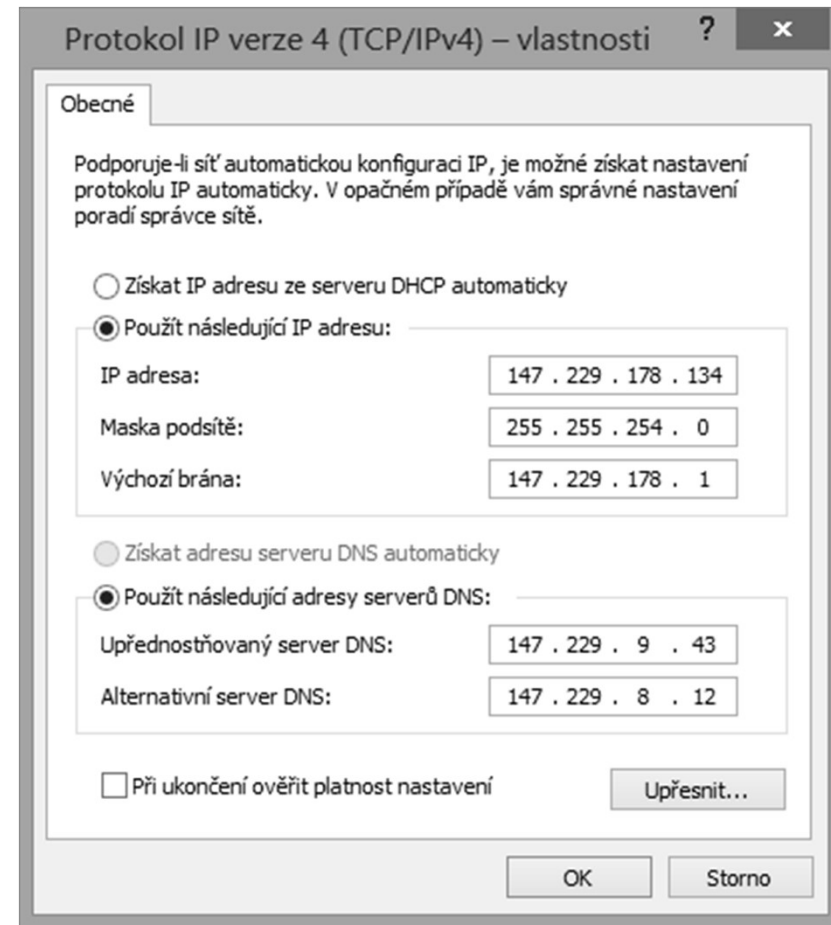 Protokol IP verze 4 (TCP/IPv4) – vlastnosti ? x
Obecné
Podporuje-li síť automatickou konfiguraci IP, je možné získat nastavení
protokolu IP automaticky. V opačném případě vám správné nastavení
poradí správce sítě.
Získat IP adresu ze serveru DHCP automaticky
Použít následující IP adresu:
IP adresa: 147 . 229 . 178 . 134
Maska podsítě: 255 . 255 . 254 . 0
Výchozí brána: 147 . 229 . 178 . 1
Získat adresu serveru DNS automaticky
Použít následující adresy serverů DNS:
Upřednostňovaný server DNS: 147 . 229 . 9 . 43
Alternativní server DNS: 147 . 229 . 8 . 12
Při ukončení ověřit platnost nastavení Upřesnit...
OK Storno